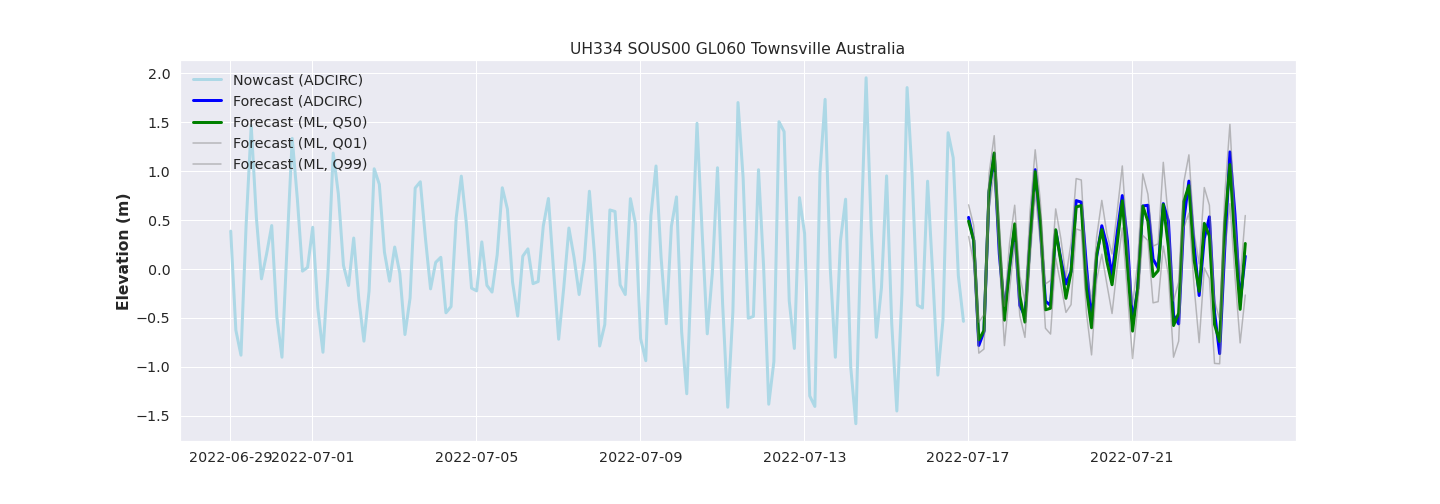 UH334 SOUS00 GL060 Townsville Australia
Nowcast (ADCIRC)
Forecast (ADCIRC)
Forecast (ML, Q50)
Forecast (ML, Q01)
Forecast (ML, Q99)
Elevation (m)
2.0
1.5
1.0
0.5
0.0
−0.5
−1.0
−1.5
2022-06-29 2022-07-01 2022-07-05 2022-07-09 2022-07-13 2022-07-17 2022-07-21